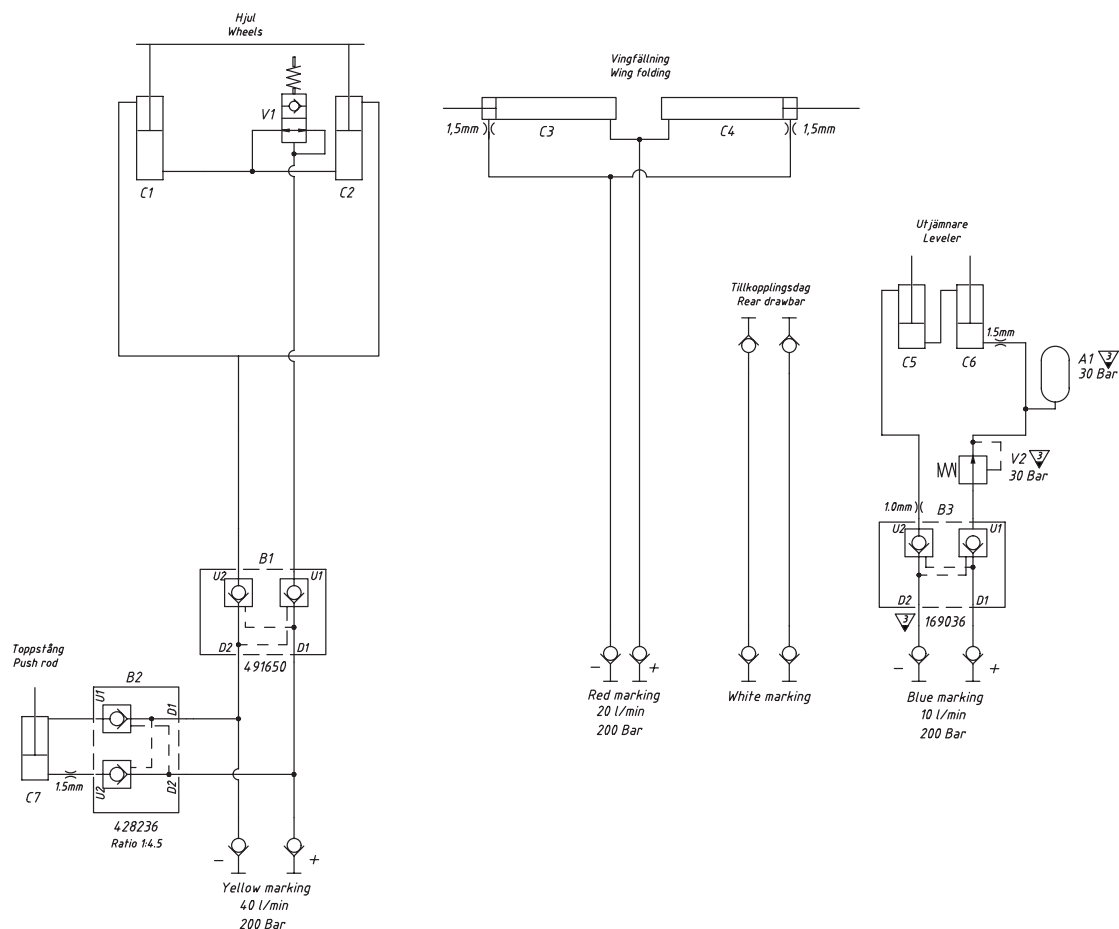 Hjul
Wheels
V1
C1
C2
Vingfällning
Wing folding
1,5mm
C3
C4
1,5mm
Utjämnare
Leveler
Tillkopplingsdag
Rear drawbar
1.5mm
C5
C6
A1 3
30 Bar
V2 3
30 Bar
1.0mm
B3
U2
U1
D2
D1
3
169036
B1
U2
U1
D2
D1
491650
Toppstång
Push rod
B2
U1
D1
U2
D2
1.5mm
C7
428236
Ratio 1:4.5
- +
Yellow marking
40 l/min
200 Bar
- +
Red marking
20 l/min
200 Bar
White marking
- +
Blue marking
10 l/min
200 Bar